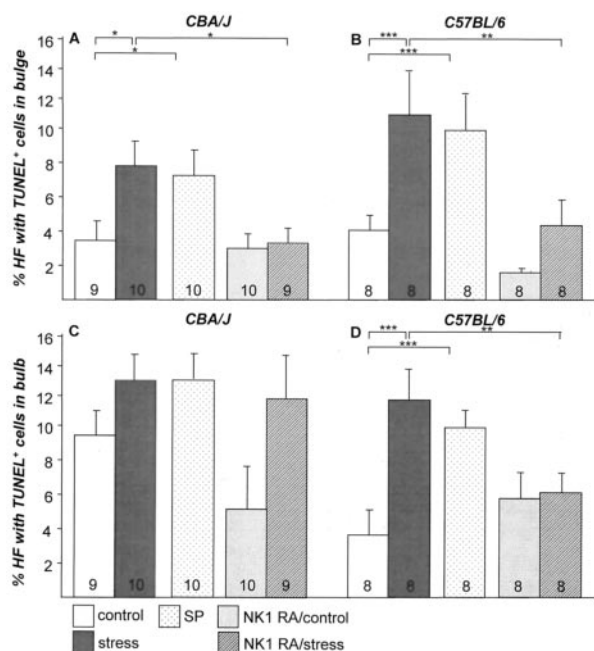 CBA/J
C57BL/6
A
B
* * *
*** *** **
% HF with TUNEL+ cells in bulge
16
14
12
10
8
6
4
2
9 10 10 10 9
8 8 8 8 8
CBA/J
C57BL/6
C
D
*** *** **
% HF with TUNEL+ cells in bulb
16
14
12
10
8
6
4
2
9 10 10 10 9
8 8 8 8 8
control
SP
NK1 RA/control
stress
NK1 RA/stress